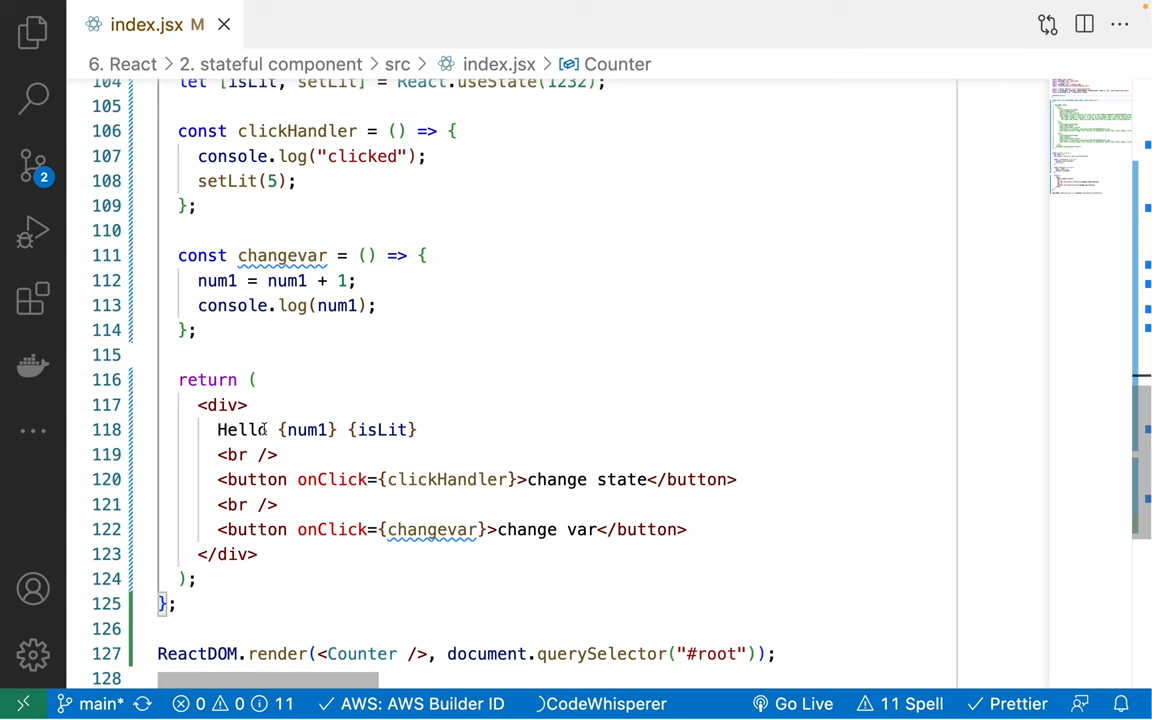 index.jsx M
6. React > 2. stateful component > src > index.jsx > Counter
104 let [isLit, setLit] = React.useState(1232);
105
106 const clickHandler = () => {
107 console.log("clicked");
108 setLit(5);
109 };
110
111 const changevar = () => {
112 num1 = num1 + 1;
113 console.log(num1);
114 };
115
116 return (
117 <div>
118 Hello {num1} {isLit}
119 <br />
120 <button onClick={clickHandler}>change state</button>
121 <br />
122 <button onClick={changevar}>change var</button>
123 </div>
124 );
125 };
126
127 ReactDOM.render(<Counter />, document.querySelector("#root"));
128
2
main* 0 0 11 AWS: AWS Builder ID CodeWhisperer Go Live 11 Spell Prettier